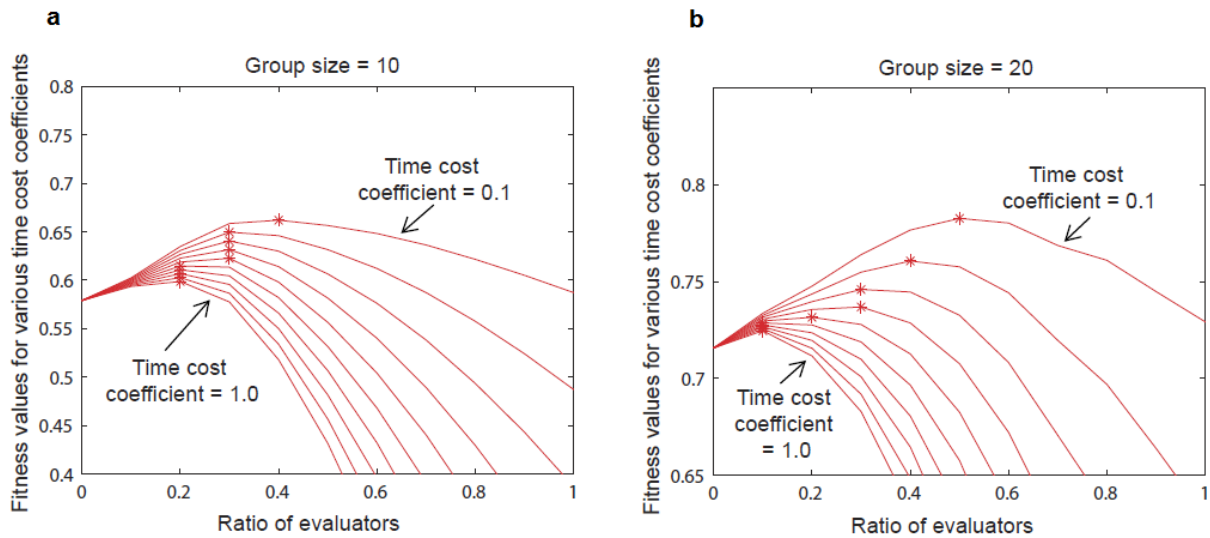 a
Group size = 10
Fitness values for various time cost coefficients
0.8
0.75
0.7
0.65
0.6
0.55
0.5
0.45
0.4
Time cost
coefficient = 0.1
Time cost
coefficient = 1.0
0
0.2
0.4
0.6
0.8
1
Ratio of evaluators
b
Group size = 20
Fitness values for various time cost coefficients
0.8
0.75
0.7
0.65
Time cost
coefficient = 0.1
Time cost
coefficient
= 1.0
0
0.2
0.4
0.6
0.8
1
Ratio of evaluators